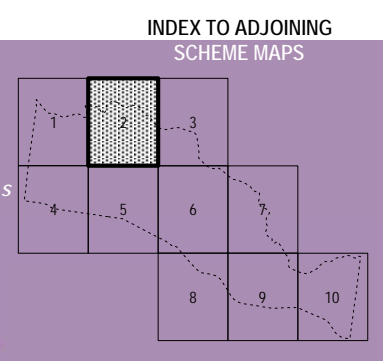 INDEX TO ADJOINING
SCHEME MAPS
1 2 3
S
4 5 6 7
8 9 10